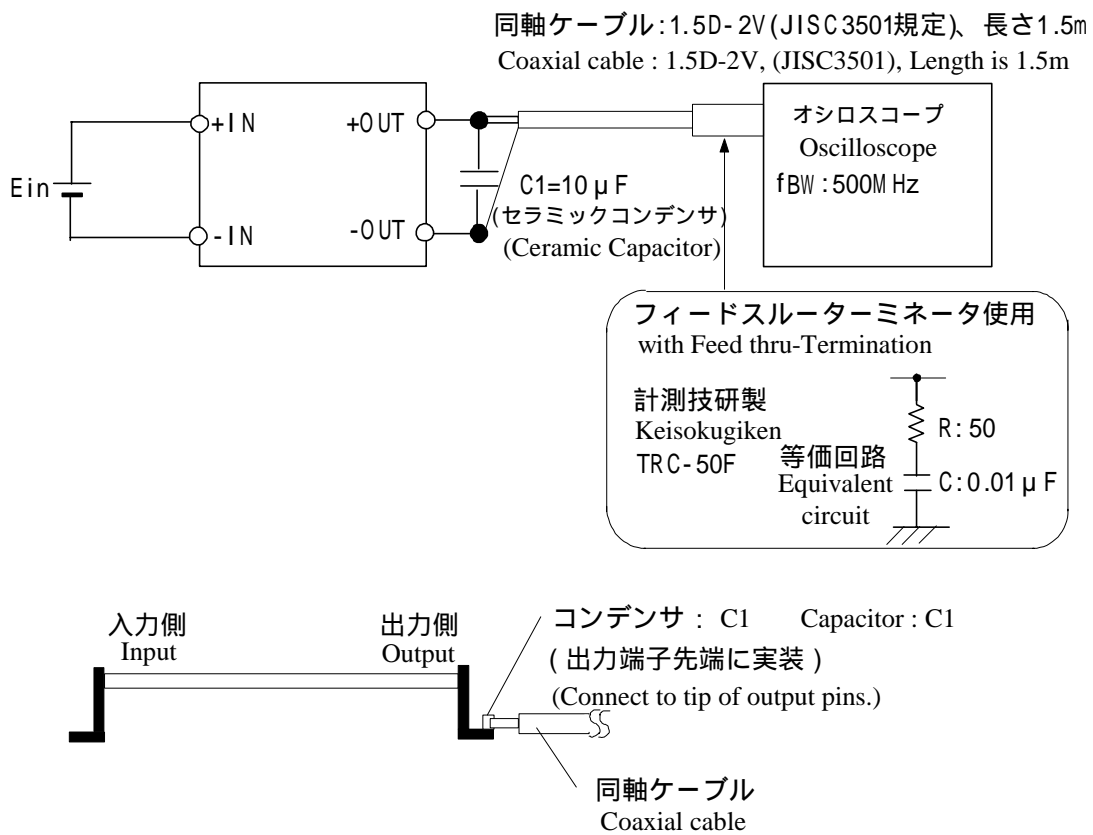 同軸ケーブル:1.5D-2V(JISC3501規定)、長さ1.5m
Coaxial cable : 1.5D-2V, (JISC3501), Length is 1.5m
+IN
+OUT
Ein
-IN
-OUT
C1=10μF
(セラミックコンデンサ)
(Ceramic Capacitor)
オシロスコープ
Oscilloscope
fBW:500MHz
フィードスルーターミネータ使用
with Feed thru-Termination
計測技研製
Keisokugiken
TRC-50F
等価回路
Equivalent
circuit
R:50
C:0.01μF
入力側
Input
出力側
Output
コンデンサ : C1 Capacitor : C1
(出力端子先端に実装)
(Connect to tip of output pins.)
同軸ケーブル
Coaxial cable